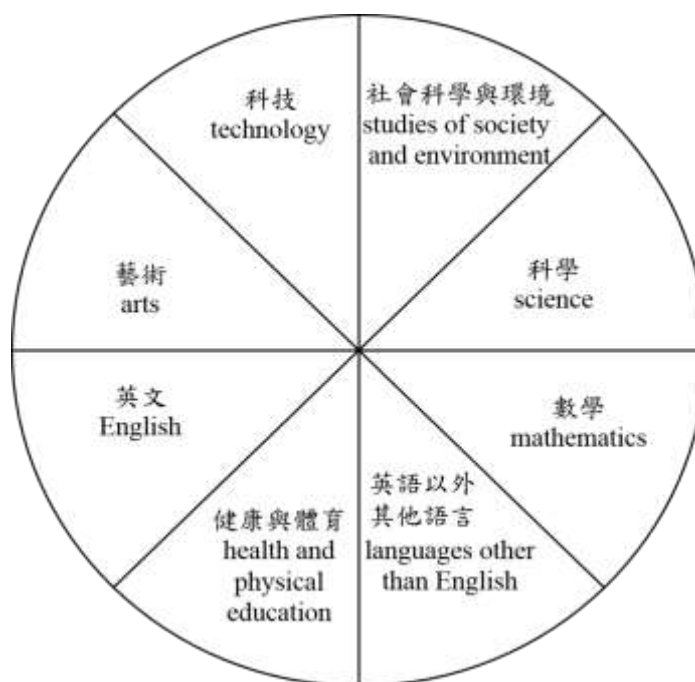 科技
technology
社會科學與環境
studies of society
and environment
科學
science
數學
mathematics
英語以外
其他語言
languages other
than English
健康與體育
health and
physical
education
英文
English
藝術
arts